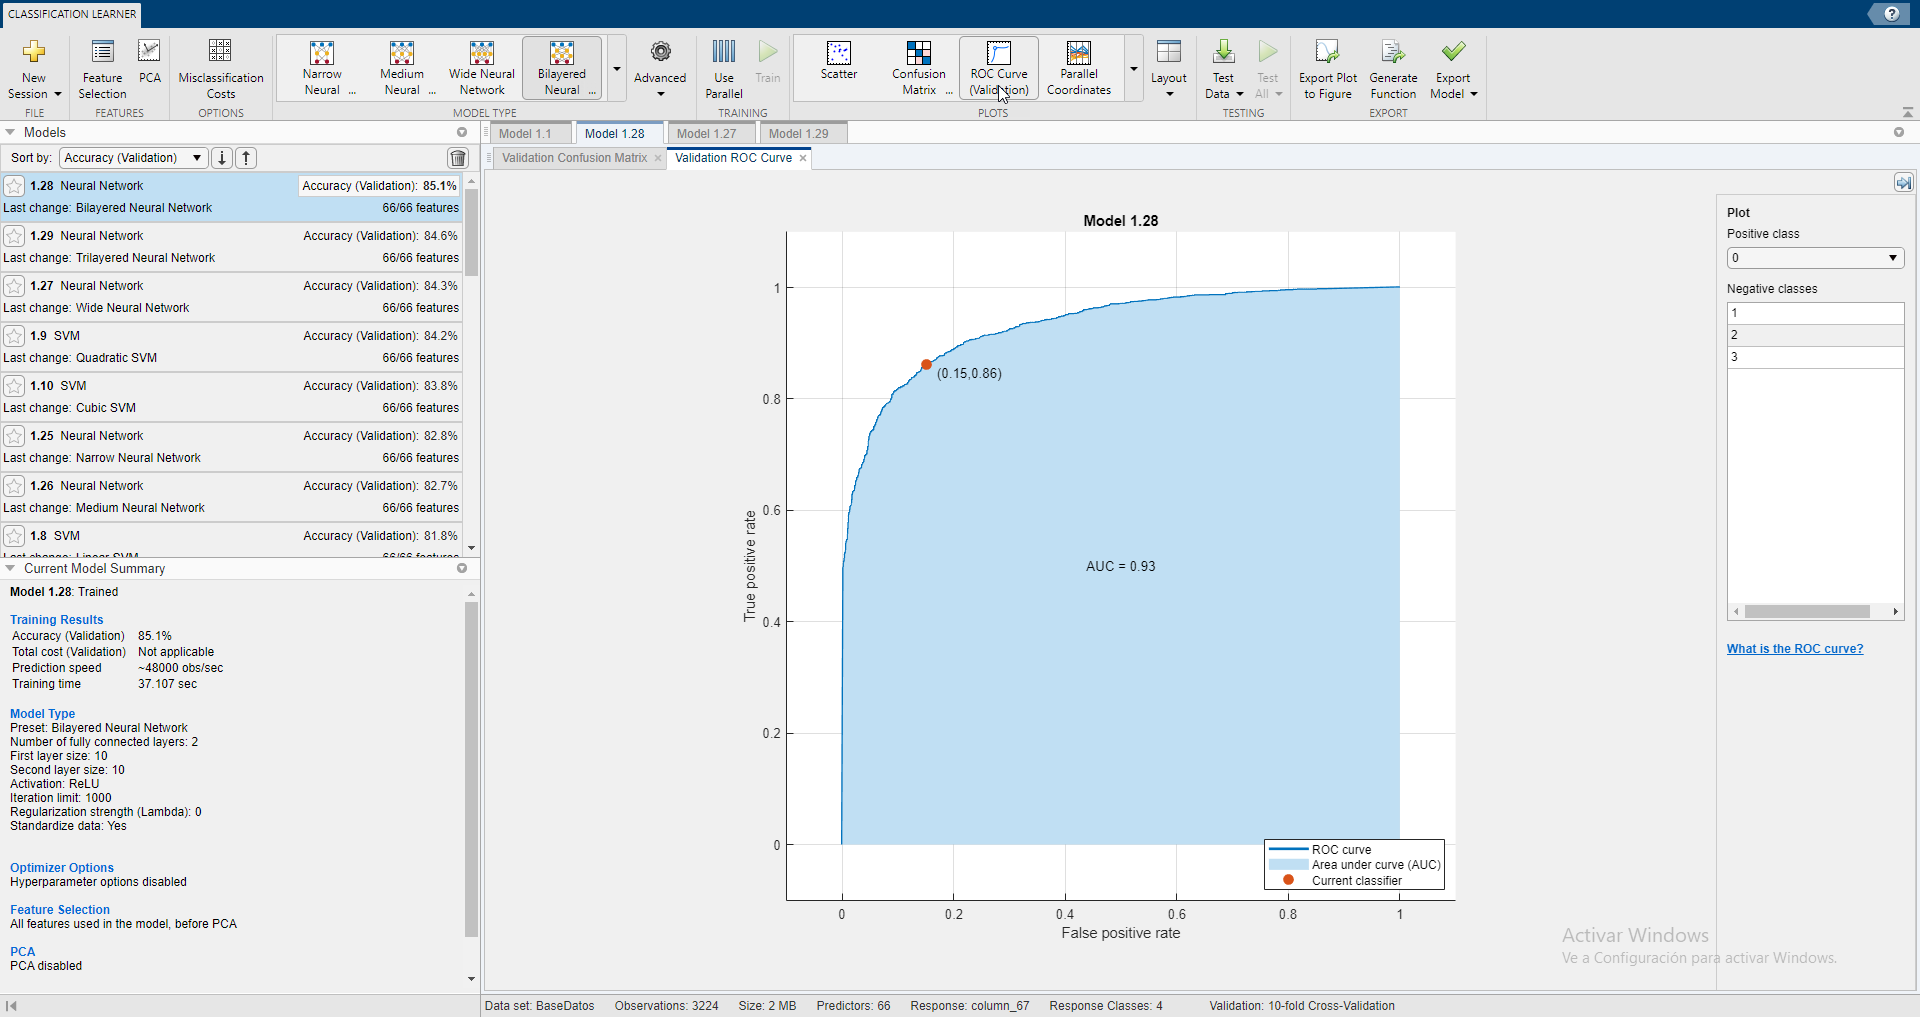 CLASSIFICATION LEARNER
?
New Session
Feature Selection
PCA
Misclassification Costs
Narrow Neural ...
Medium Neural ...
Wide Neural Network
Bilayered Neural ...
Advanced
Use Parallel
Train
Scatter
Confusion Matrix ...
ROC Curve (Validation)
Parallel Coordinates
Layout
Test Data
Test All
Export Plot to Figure
Generate Function
Export Model
FILE
FEATURES
OPTIONS
MODEL TYPE
TRAINING
PLOTS
TESTING
EXPORT
Models
Sort by: Accuracy (Validation)
1.28 Neural Network Accuracy (Validation): 85.1%
Last change: Bilayered Neural Network 66/66 features
1.29 Neural Network Accuracy (Validation): 84.6%
Last change: Trilayered Neural Network 66/66 features
1.27 Neural Network Accuracy (Validation): 84.3%
Last change: Wide Neural Network 66/66 features
1.9 SVM Accuracy (Validation): 84.2%
Last change: Quadratic SVM 66/66 features
1.10 SVM Accuracy (Validation): 83.8%
Last change: Cubic SVM 66/66 features
1.25 Neural Network Accuracy (Validation): 82.8%
Last change: Narrow Neural Network 66/66 features
1.26 Neural Network Accuracy (Validation): 82.7%
Last change: Medium Neural Network 66/66 features
1.8 SVM Accuracy (Validation): 81.8%
Last change: Linear SVM 66/66 features
Current Model Summary
Model 1.28: Trained
Training Results
Accuracy (Validation) 85.1%
Total cost (Validation) Not applicable
Prediction speed ~48000 obs/sec
Training time 37.107 sec
Model Type
Preset: Bilayered Neural Network
Number of fully connected layers: 2
First layer size: 10
Second layer size: 10
Activation: ReLU
Iteration limit: 1000
Regularization strength (Lambda): 0
Standardize data: Yes
Optimizer Options
Hyperparameter options disabled
Feature Selection
All features used in the model, before PCA
PCA
PCA disabled
Model 1.1
Model 1.28
Model 1.27
Model 1.29
Validation Confusion Matrix
Validation ROC Curve
Model 1.28
1
0.8
0.6
0.4
0.2
0
True positive rate
(0.15,0.86)
AUC = 0.93
ROC curve
Area under curve (AUC)
Current classifier
0 0.2 0.4 0.6 0.8 1
False positive rate
Plot
Positive class
0
Negative classes
1
2
3
What is the ROC curve?
Activar Windows
Ve a Configuración para activar Windows.
Data set: BaseDatos Observations: 3224 Size: 2 MB Predictors: 66 Response: column_67 Response Classes: 4 Validation: 10-fold Cross-Validation